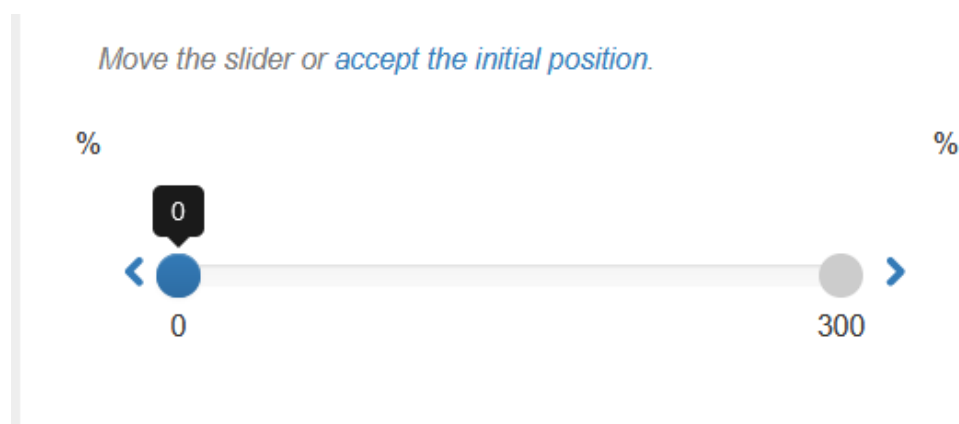 Move the slider or accept the initial position.
% %
0
0 300